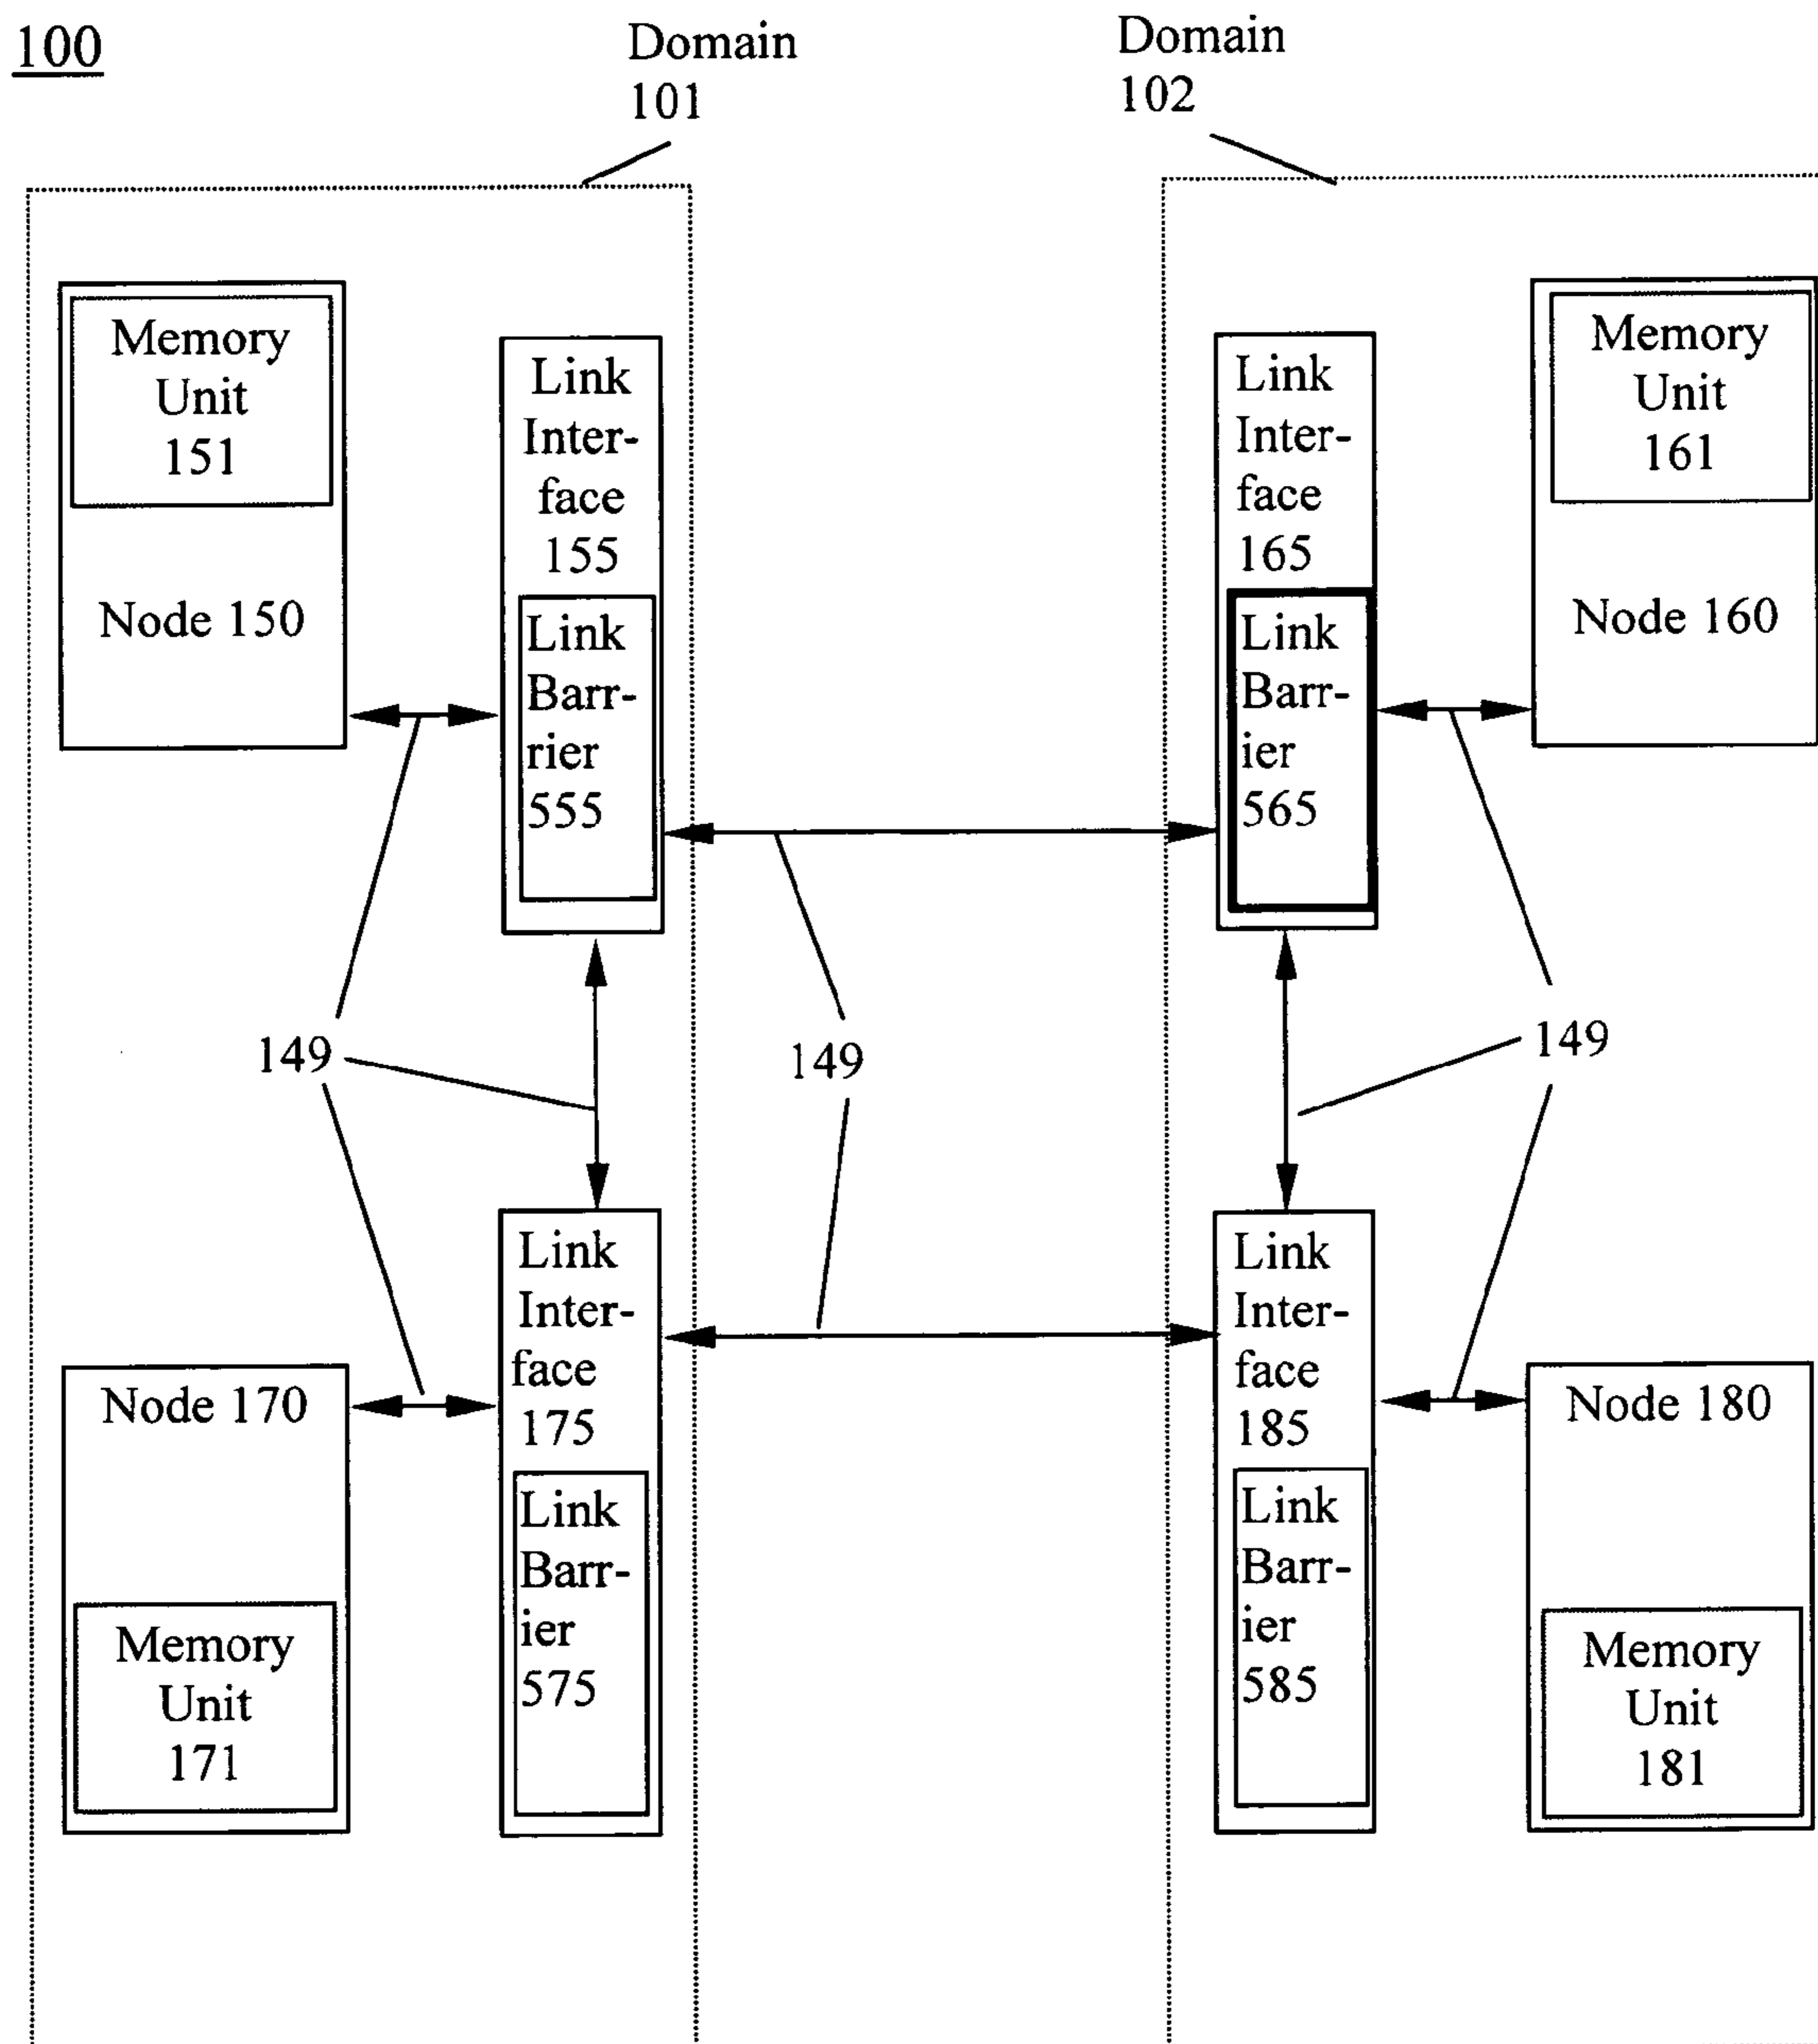 100
Domain
101
Domain
102
Memory
Unit
151
Node 150
Link
Inter-
face
155
Link
Barr-
rier
555
Link
Inter-
face
165
Link
Barr-
ier
565
Memory
Unit
161
Node 160
149
149
149
Node 170
Memory
Unit
171
Link
Inter-
face
175
Link
Barr-
ier
575
Link
Inter-
face
185
Link
Barr-
ier
585
Node 180
Memory
Unit
181